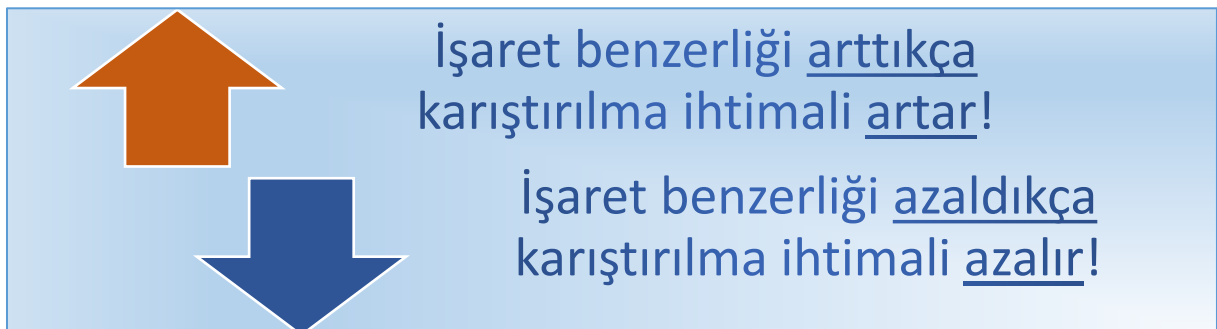 İşaret benzerliği arttıkça
karıştırılma ihtimali artar!
İşaret benzerliği azaldıkça
karıştırılma ihtimali azalır!